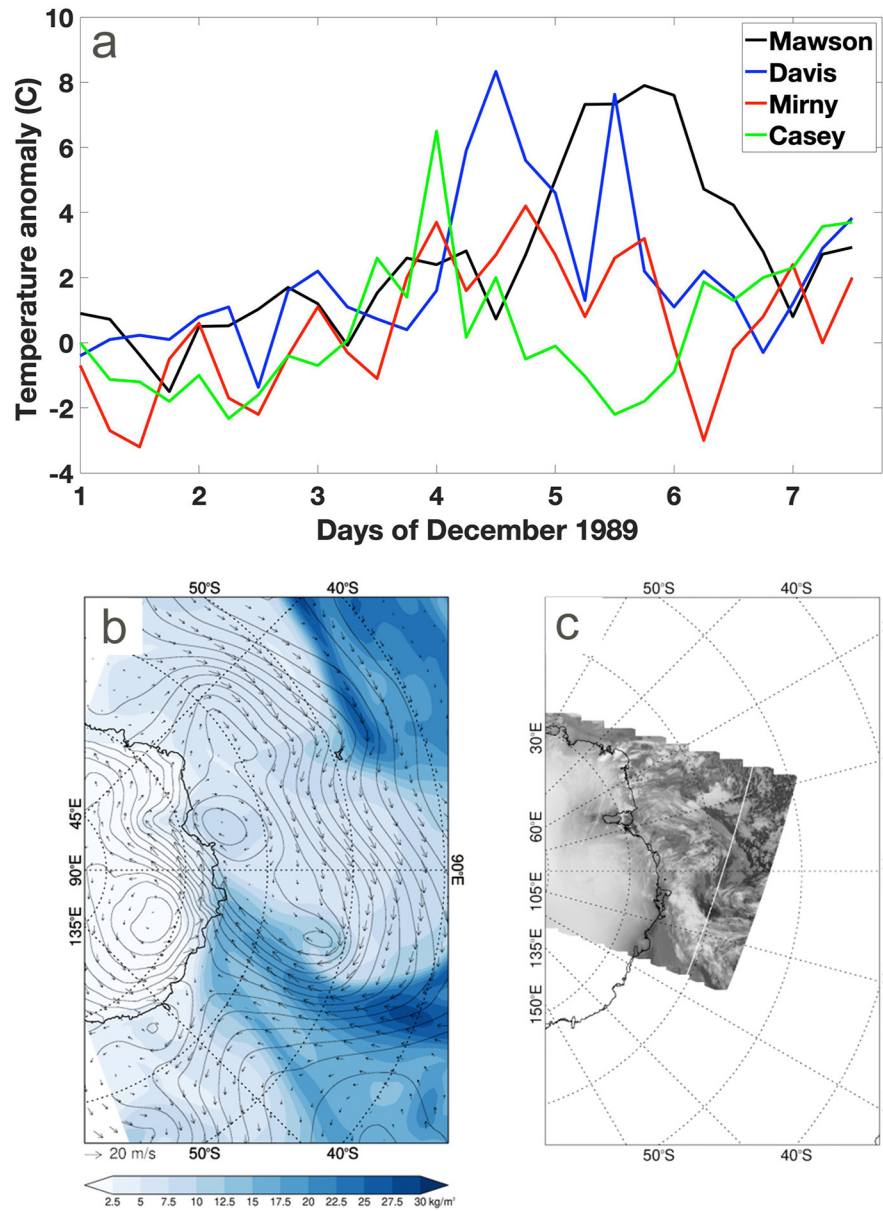 a
10
8
6
4
2
0
-2
-4
Temperature anomaly (C)
Mawson
Davis
Mirny
Casey
1 2 3 4 5 6 7
Days of December 1989
50°S 40°S
b
45°E
90°E
135°E
90°E
20 m/s
50°S 40°S
2.5 5 7.5 10 12.5 15 17.5 20 22.5 25 27.5 30 kg/m²
50°S 40°S
c
30°E
60°E
105°E
135°E
150°E
50°S 40°S